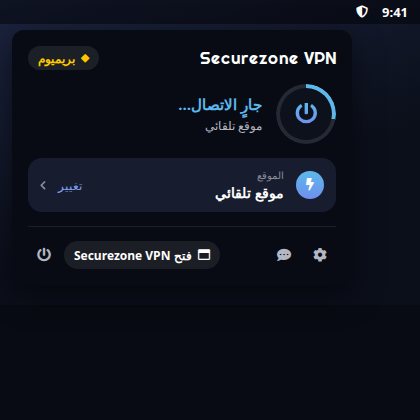 9:41
Securezone VPN
بريميوم
جارٍ الاتصال...
موقع تلقائي
الموقع
موقع تلقائي
تغيير
فتح Securezone VPN